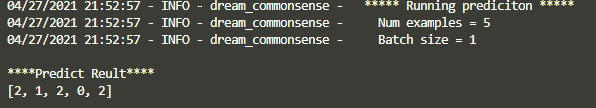 04/27/2021 21:52:57 - INFO - dream_commonsense -   ***** Running prediciton *****
04/27/2021 21:52:57 - INFO - dream_commonsense -     Num examples = 5
04/27/2021 21:52:57 - INFO - dream_commonsense -     Batch size = 1
****Predict Reult****
[2, 1, 2, 0, 2]